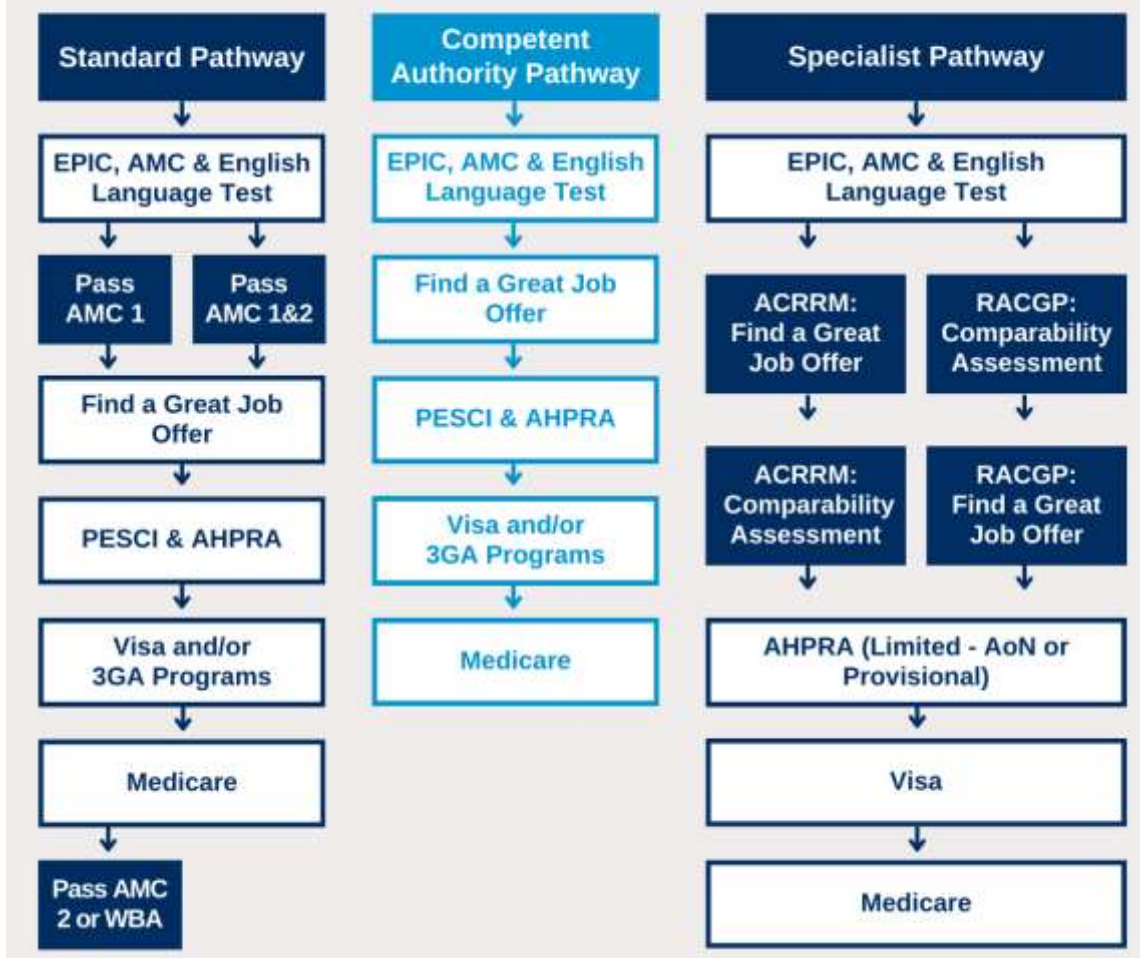 Standard Pathway
EPIC, AMC & English
Language Test
Pass
AMC 1
Pass
AMC 1&2
Find a Great Job
Offer
PESCI & AHPRA
Visa and/or
3GA Programs
Medicare
Pass AMC
2 or WBA
Competent
Authority Pathway
EPIC, AMC & English
Language Test
Find a Great Job
Offer
PESCI & AHPRA
Visa and/or
3GA Programs
Medicare
Specialist Pathway
EPIC, AMC & English
Language Test
ACRRM:
Find a Great
Job Offer
RACGP:
Comparability
Assessment
ACRRM:
Comparability
Assessment
RACGP:
Find a Great
Job Offer
AHPRA (Limited - AoN or
Provisional)
Visa
Medicare